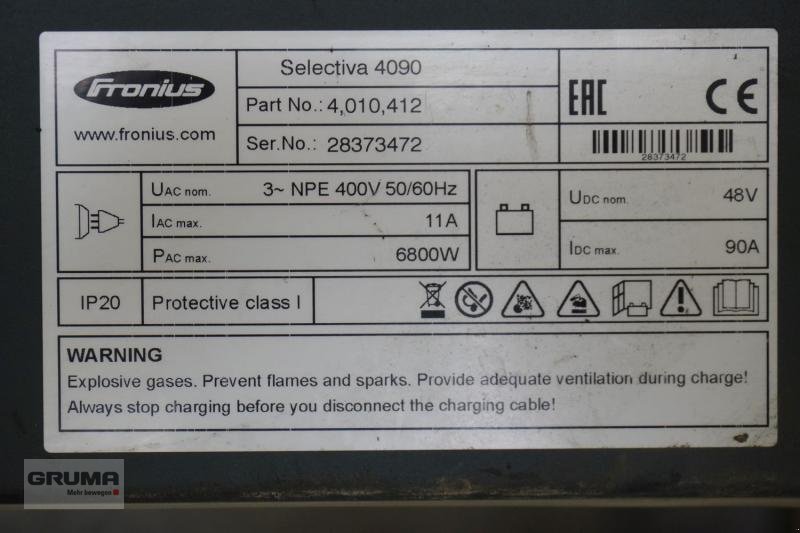 Fronius
www.fronius.com
Selectiva 4090
Part No.: 4,010,412
Ser.No.: 28373472
EAC CE
28373472
UAC nom. 3~ NPE 400V 50/60Hz
IAC max. 11A
PAC max. 6800W
UDC nom. 48V
IDC max. 90A
IP20 Protective class I
WARNING
Explosive gases. Prevent flames and sparks. Provide adequate ventilation during charge!
Always stop charging before you disconnect the charging cable!
GRUMA
Mehr bewegen